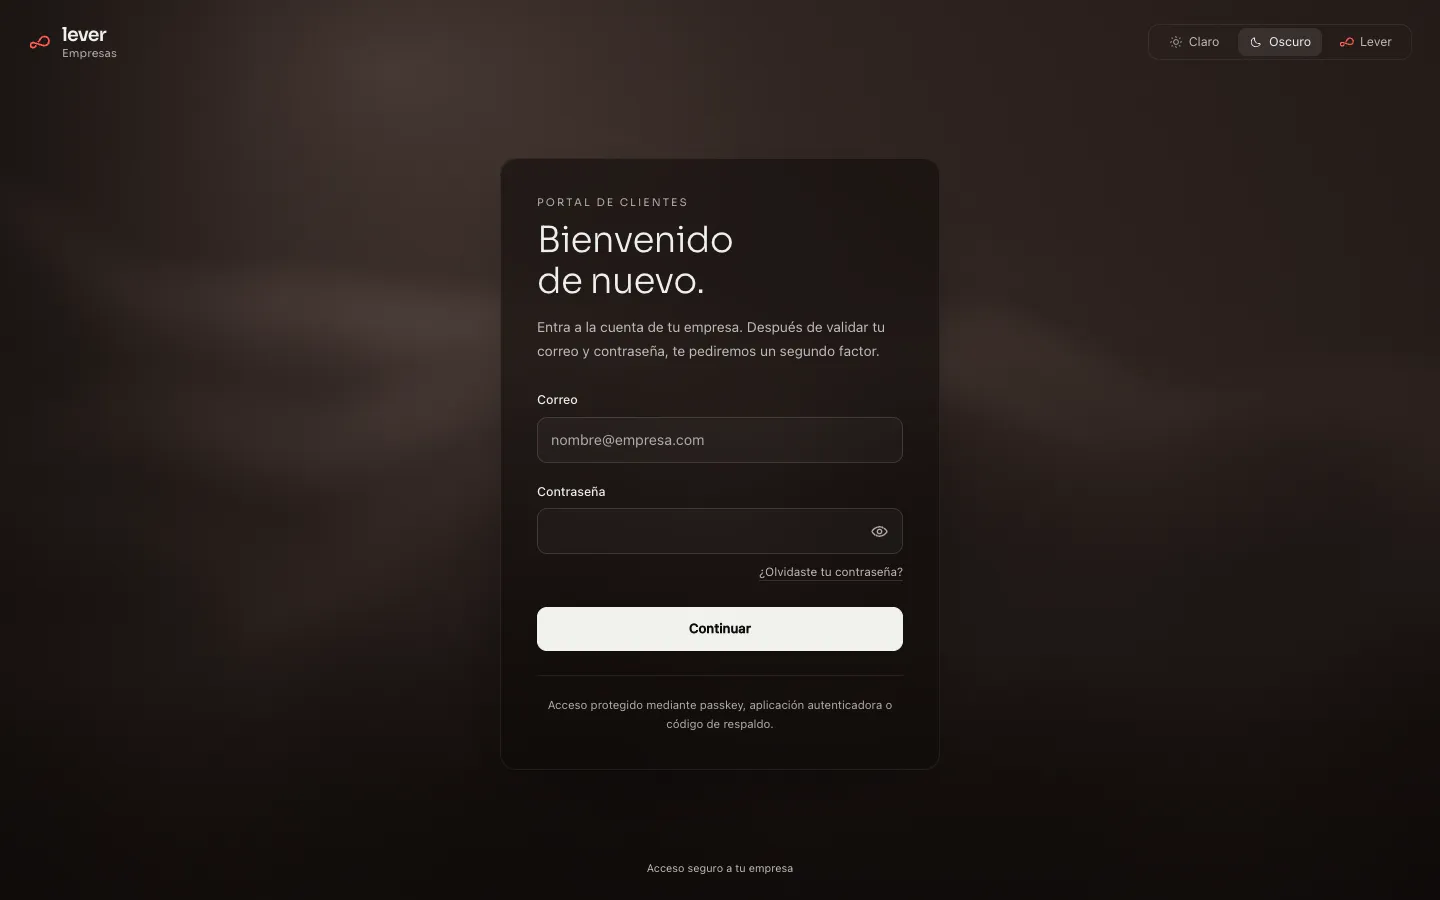 lever
Empresas
Claro
Oscuro
Lever
PORTAL DE CLIENTES
Bienvenido
de nuevo.
Entra a la cuenta de tu empresa. Después de validar tu
correo y contraseña, te pediremos un segundo factor.
Correo
nombre@empresa.com
Contraseña
¿Olvidaste tu contraseña?
Continuar
Acceso protegido mediante passkey, aplicación autenticadora o
código de respaldo.
Acceso seguro a tu empresa